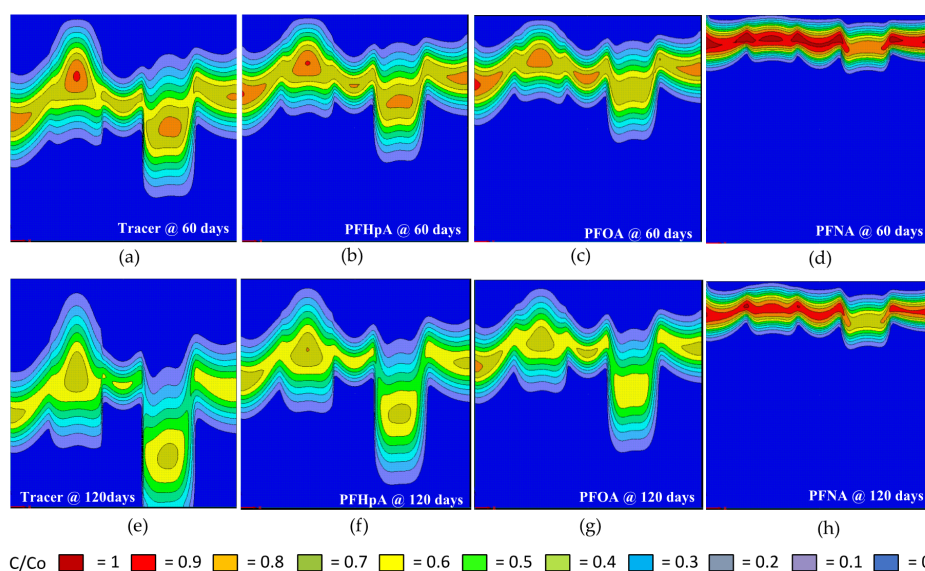 Tracer @ 60 days
PFHpA @ 60 days
PFOA @ 60 days
PFNA @ 60 days
(a)
(b)
(c)
(d)
Tracer @ 120days
PFHpA @ 120 days
PFOA @ 120 days
PFNA @ 120 days
(e)
(f)
(g)
(h)
C/Co = 1 = 0.9 = 0.8 = 0.7 = 0.6 = 0.5 = 0.4 = 0.3 = 0.2 = 0.1 = 0